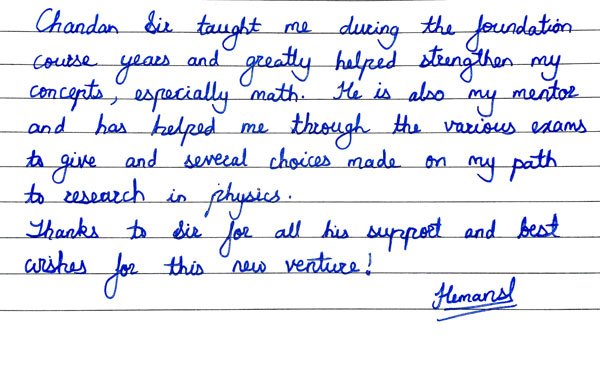 Chandan Sir taught me during the foundation
course years and greatly helped strengthen my
concepts, especially math. He is also my mentor
and has helped me through the various exams
to give and several choices made on my path
to research in physics.
Thanks to Sir for all his support and best
wishes for this new venture!
Hemansh